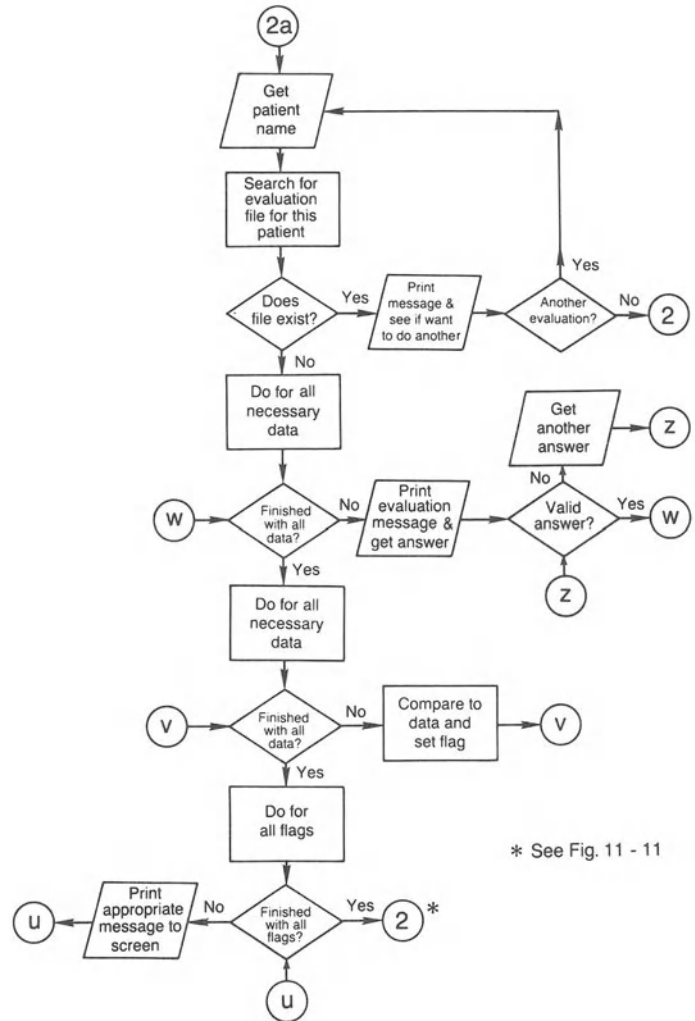 2a
Get
patient
name
Search for
evaluation
file for this
patient
Yes
Does
file exist?
Yes
Print
message &
see if want
to do another
Another
evaluation?
No
2
No
Do for all
necessary
data
Get
another
answer
z
No
w
Finished
with all
data?
No
Print
evaluation
message &
get answer
Valid
answer?
Yes
w
z
Yes
Do for all
necessary
data
v
Finished
with all
data?
No
Compare to
data and
set flag
v
Yes
Do for
all flags
* See Fig. 11 - 11
u
Print
appropriate
message to
screen
No
Finished
with all
flags?
Yes
2 *
u